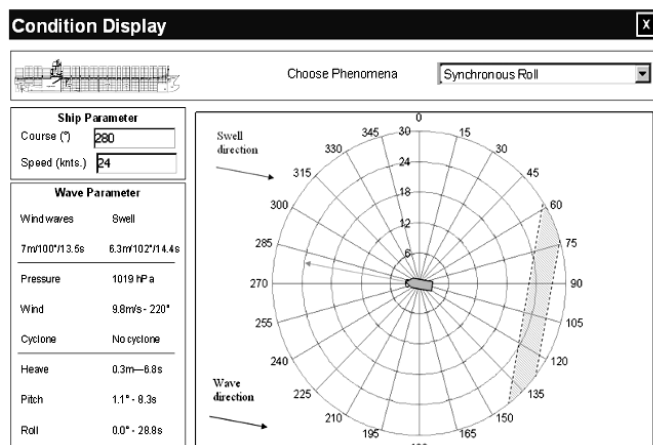 Condition Display
X
Choose Phenomena
Synchronous Roll
Ship Parameter
Course (°) 280
Speed (knts.) 24
Wave Parameter
Windwaves Swell
7m/100°/13.5s 6.3m/102°/14.4s
Pressure 1019 hPa
Wind 9.8m/s - 220°
Cyclone No cyclone
Heave 0.3m—6.8s
Pitch 1.1° - 8.3s
Roll 0.0° - 28.8s
Swell
direction
Wave
direction
0
345 30 15
330 24 30
315 18 45
300 12 60
285 6 75
270 90
255 105
240 120
225 135
210 150
195 165